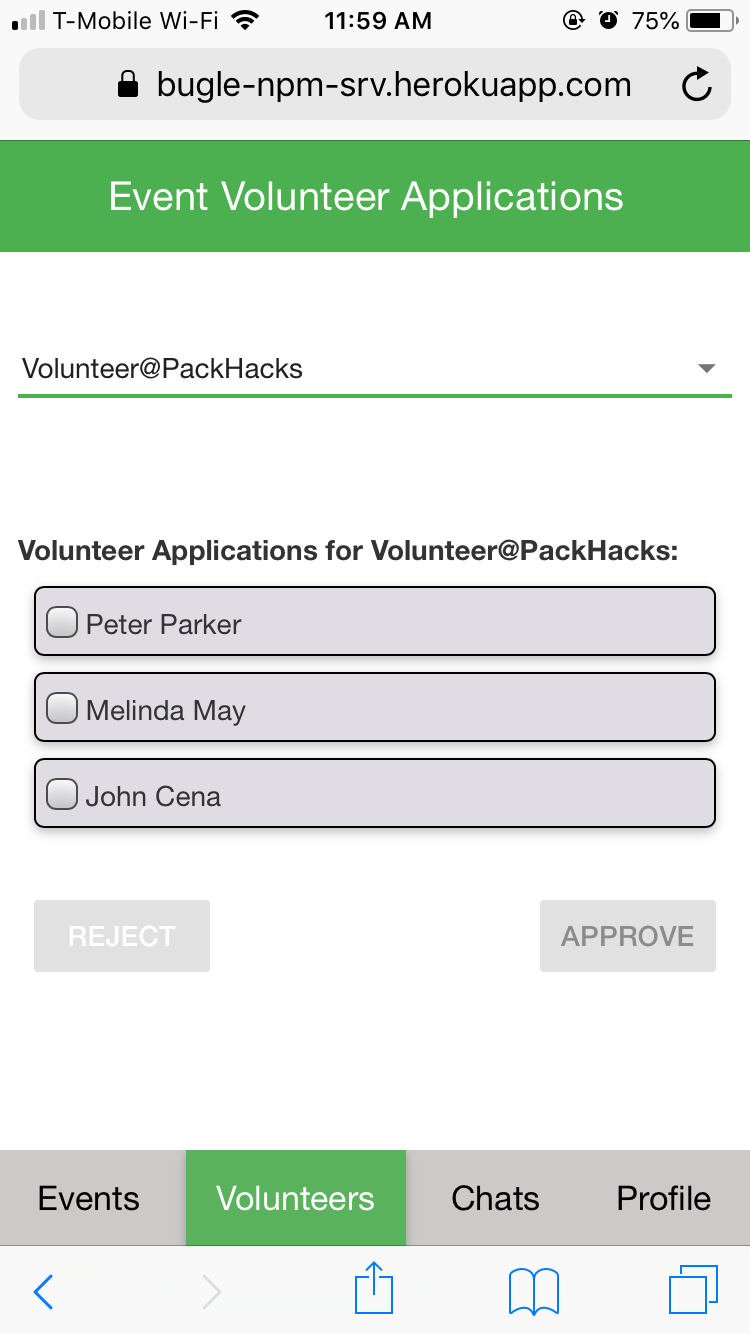 T-Mobile Wi-Fi 11:59 AM 75%
bugle-npm-srv.herokuapp.com
Event Volunteer Applications
Volunteer@PackHacks
Volunteer Applications for Volunteer@PackHacks:
Peter Parker
Melinda May
John Cena
REJECT APPROVE
Events Volunteers Chats Profile